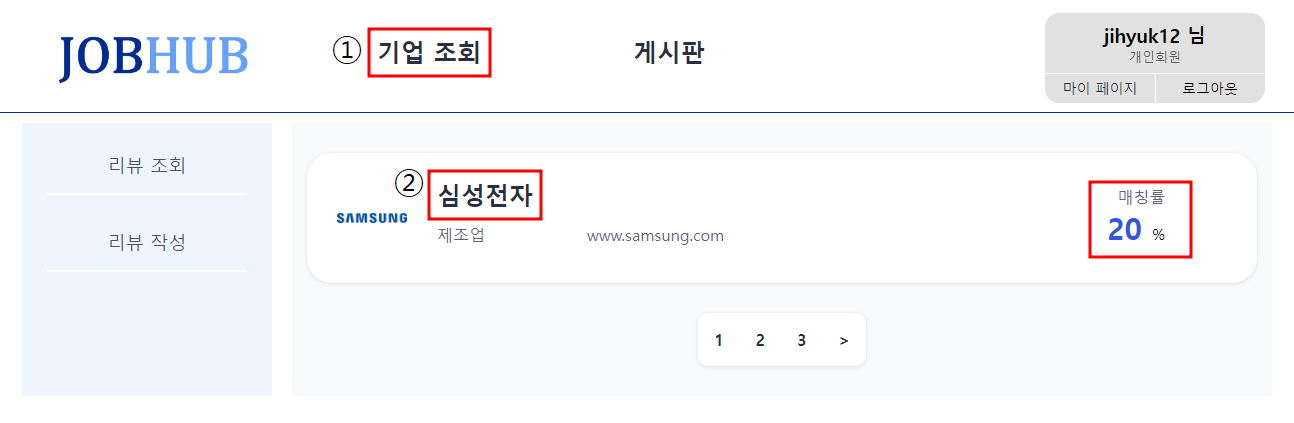 JOBHUB
① 기업 조회
게시판
jihyuk12 님
개인회원
마이 페이지
로그아웃
리뷰 조회
리뷰 작성
SAMSUNG
② 심성전자
제조업
www.samsung.com
매칭률
20 %
1 2 3 >